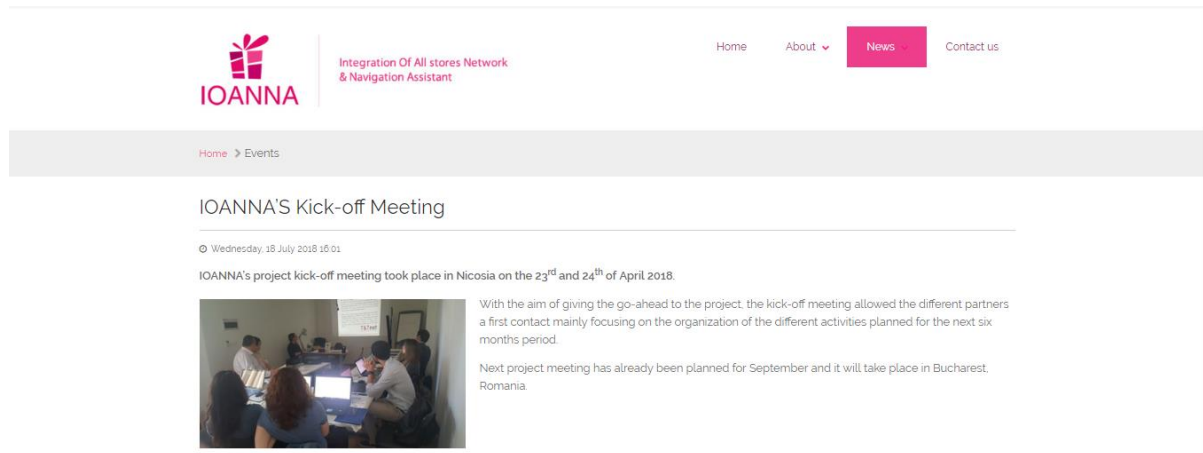 IOANNA
Integration Of All stores Network
& Navigation Assistant
Home About News Contact us
Home > Events
IOANNA'S Kick-off Meeting
Wednesday, 18 July 2018 16:01
IOANNA's project kick-off meeting took place in Nicosia on the 23rd and 24th of April 2018.
With the aim of giving the go-ahead to the project, the kick-off meeting allowed the different partners
a first contact mainly focusing on the organization of the different activities planned for the next six
months period.
Next project meeting has already been planned for September and it will take place in Bucharest,
Romania.